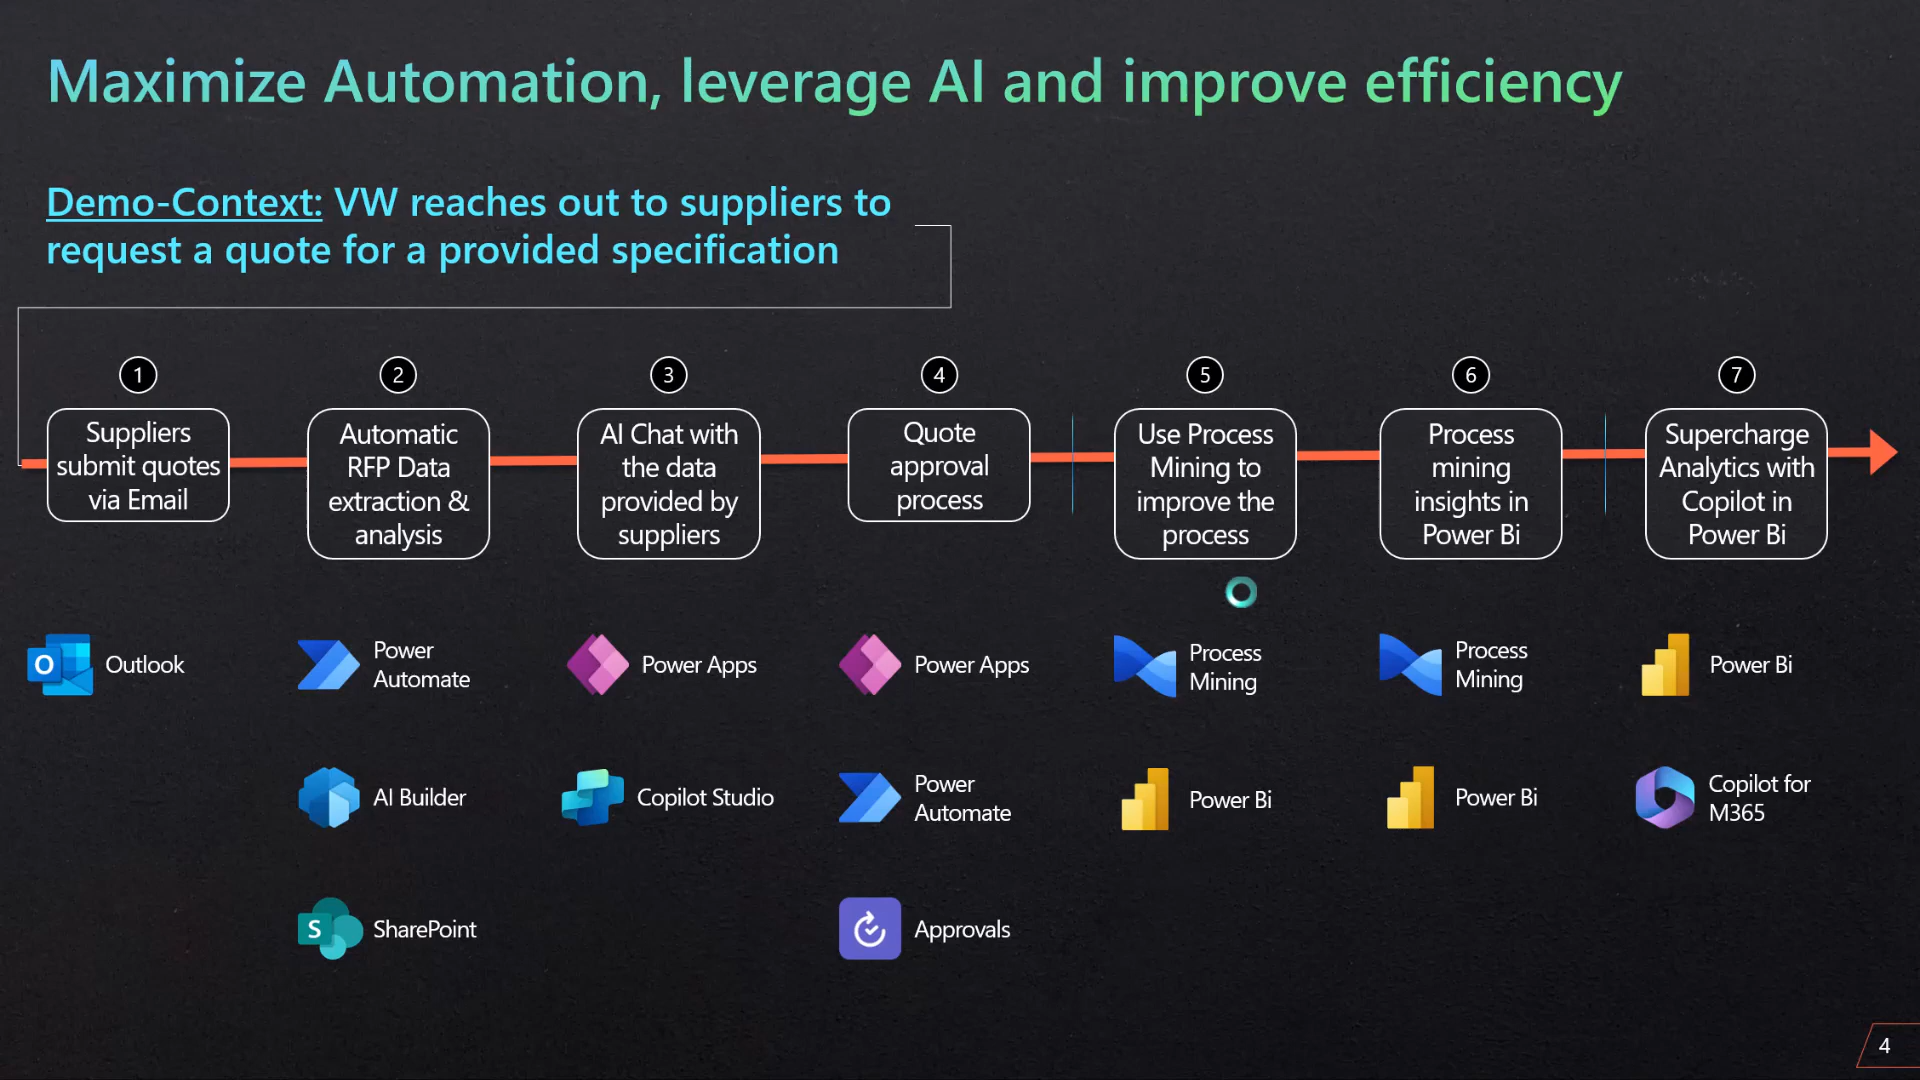 Maximize Automation, leverage AI and improve efficiency
Demo-Context: VW reaches out to suppliers to
request a quote for a provided specification
1
Suppliers
submit quotes
via Email
2
Automatic
RFP Data
extraction &
analysis
3
AI Chat with
the data
provided by
suppliers
4
Quote
approval
process
5
Use Process
Mining to
improve the
process
6
Process
mining
insights in
Power Bi
7
Supercharge
Analytics with
Copilot in
Power Bi
O
Outlook
Power
Automate
AI Builder
S
SharePoint
Power Apps
Copilot Studio
Power Apps
Power
Automate
Approvals
Process
Mining
Power Bi
Process
Mining
Power Bi
Power Bi
Copilot for
M365
4